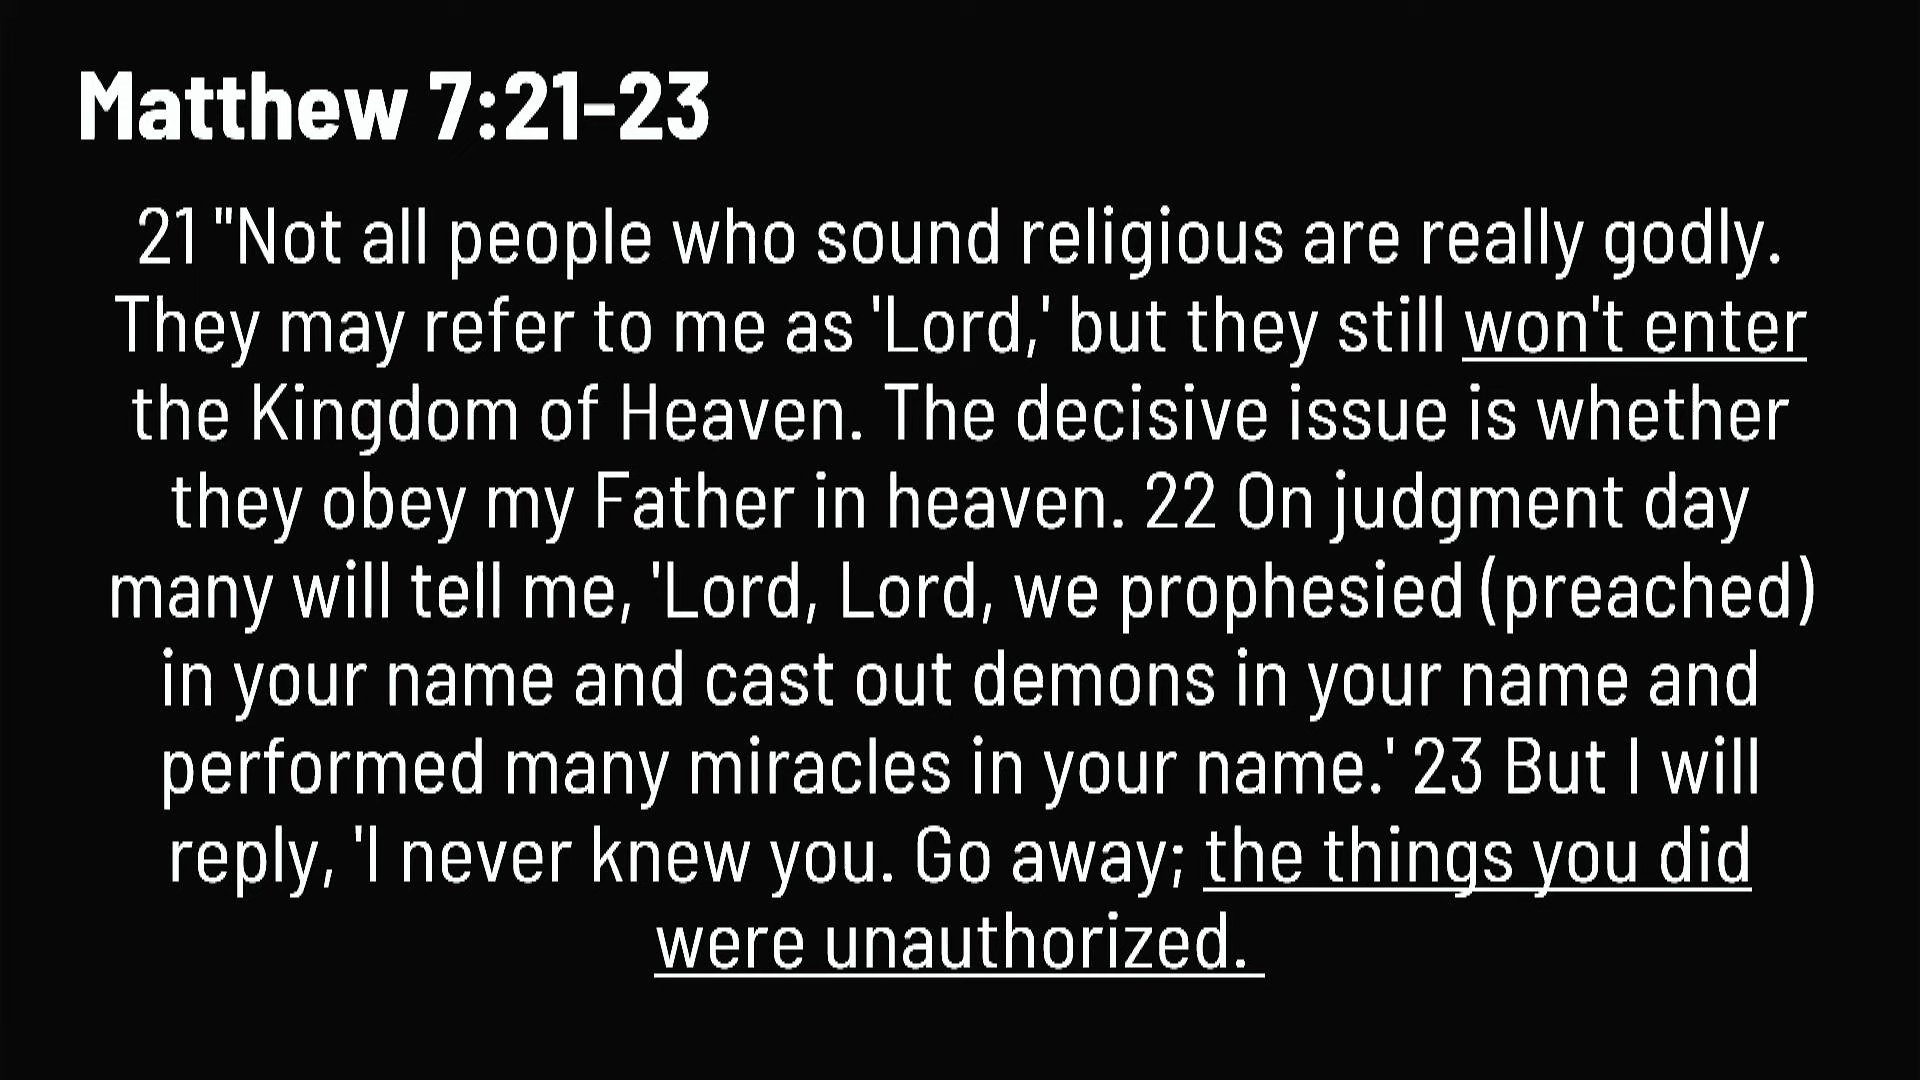 Matthew 7:21-23
21 "Not all people who sound religious are really godly.
They may refer to me as 'Lord,' but they still won't enter
the Kingdom of Heaven. The decisive issue is whether
they obey my Father in heaven. 22 On judgment day
many will tell me, 'Lord, Lord, we prophesied (preached)
in your name and cast out demons in your name and
performed many miracles in your name.' 23 But I will
reply, 'I never knew you. Go away; the things you did
were unauthorized.